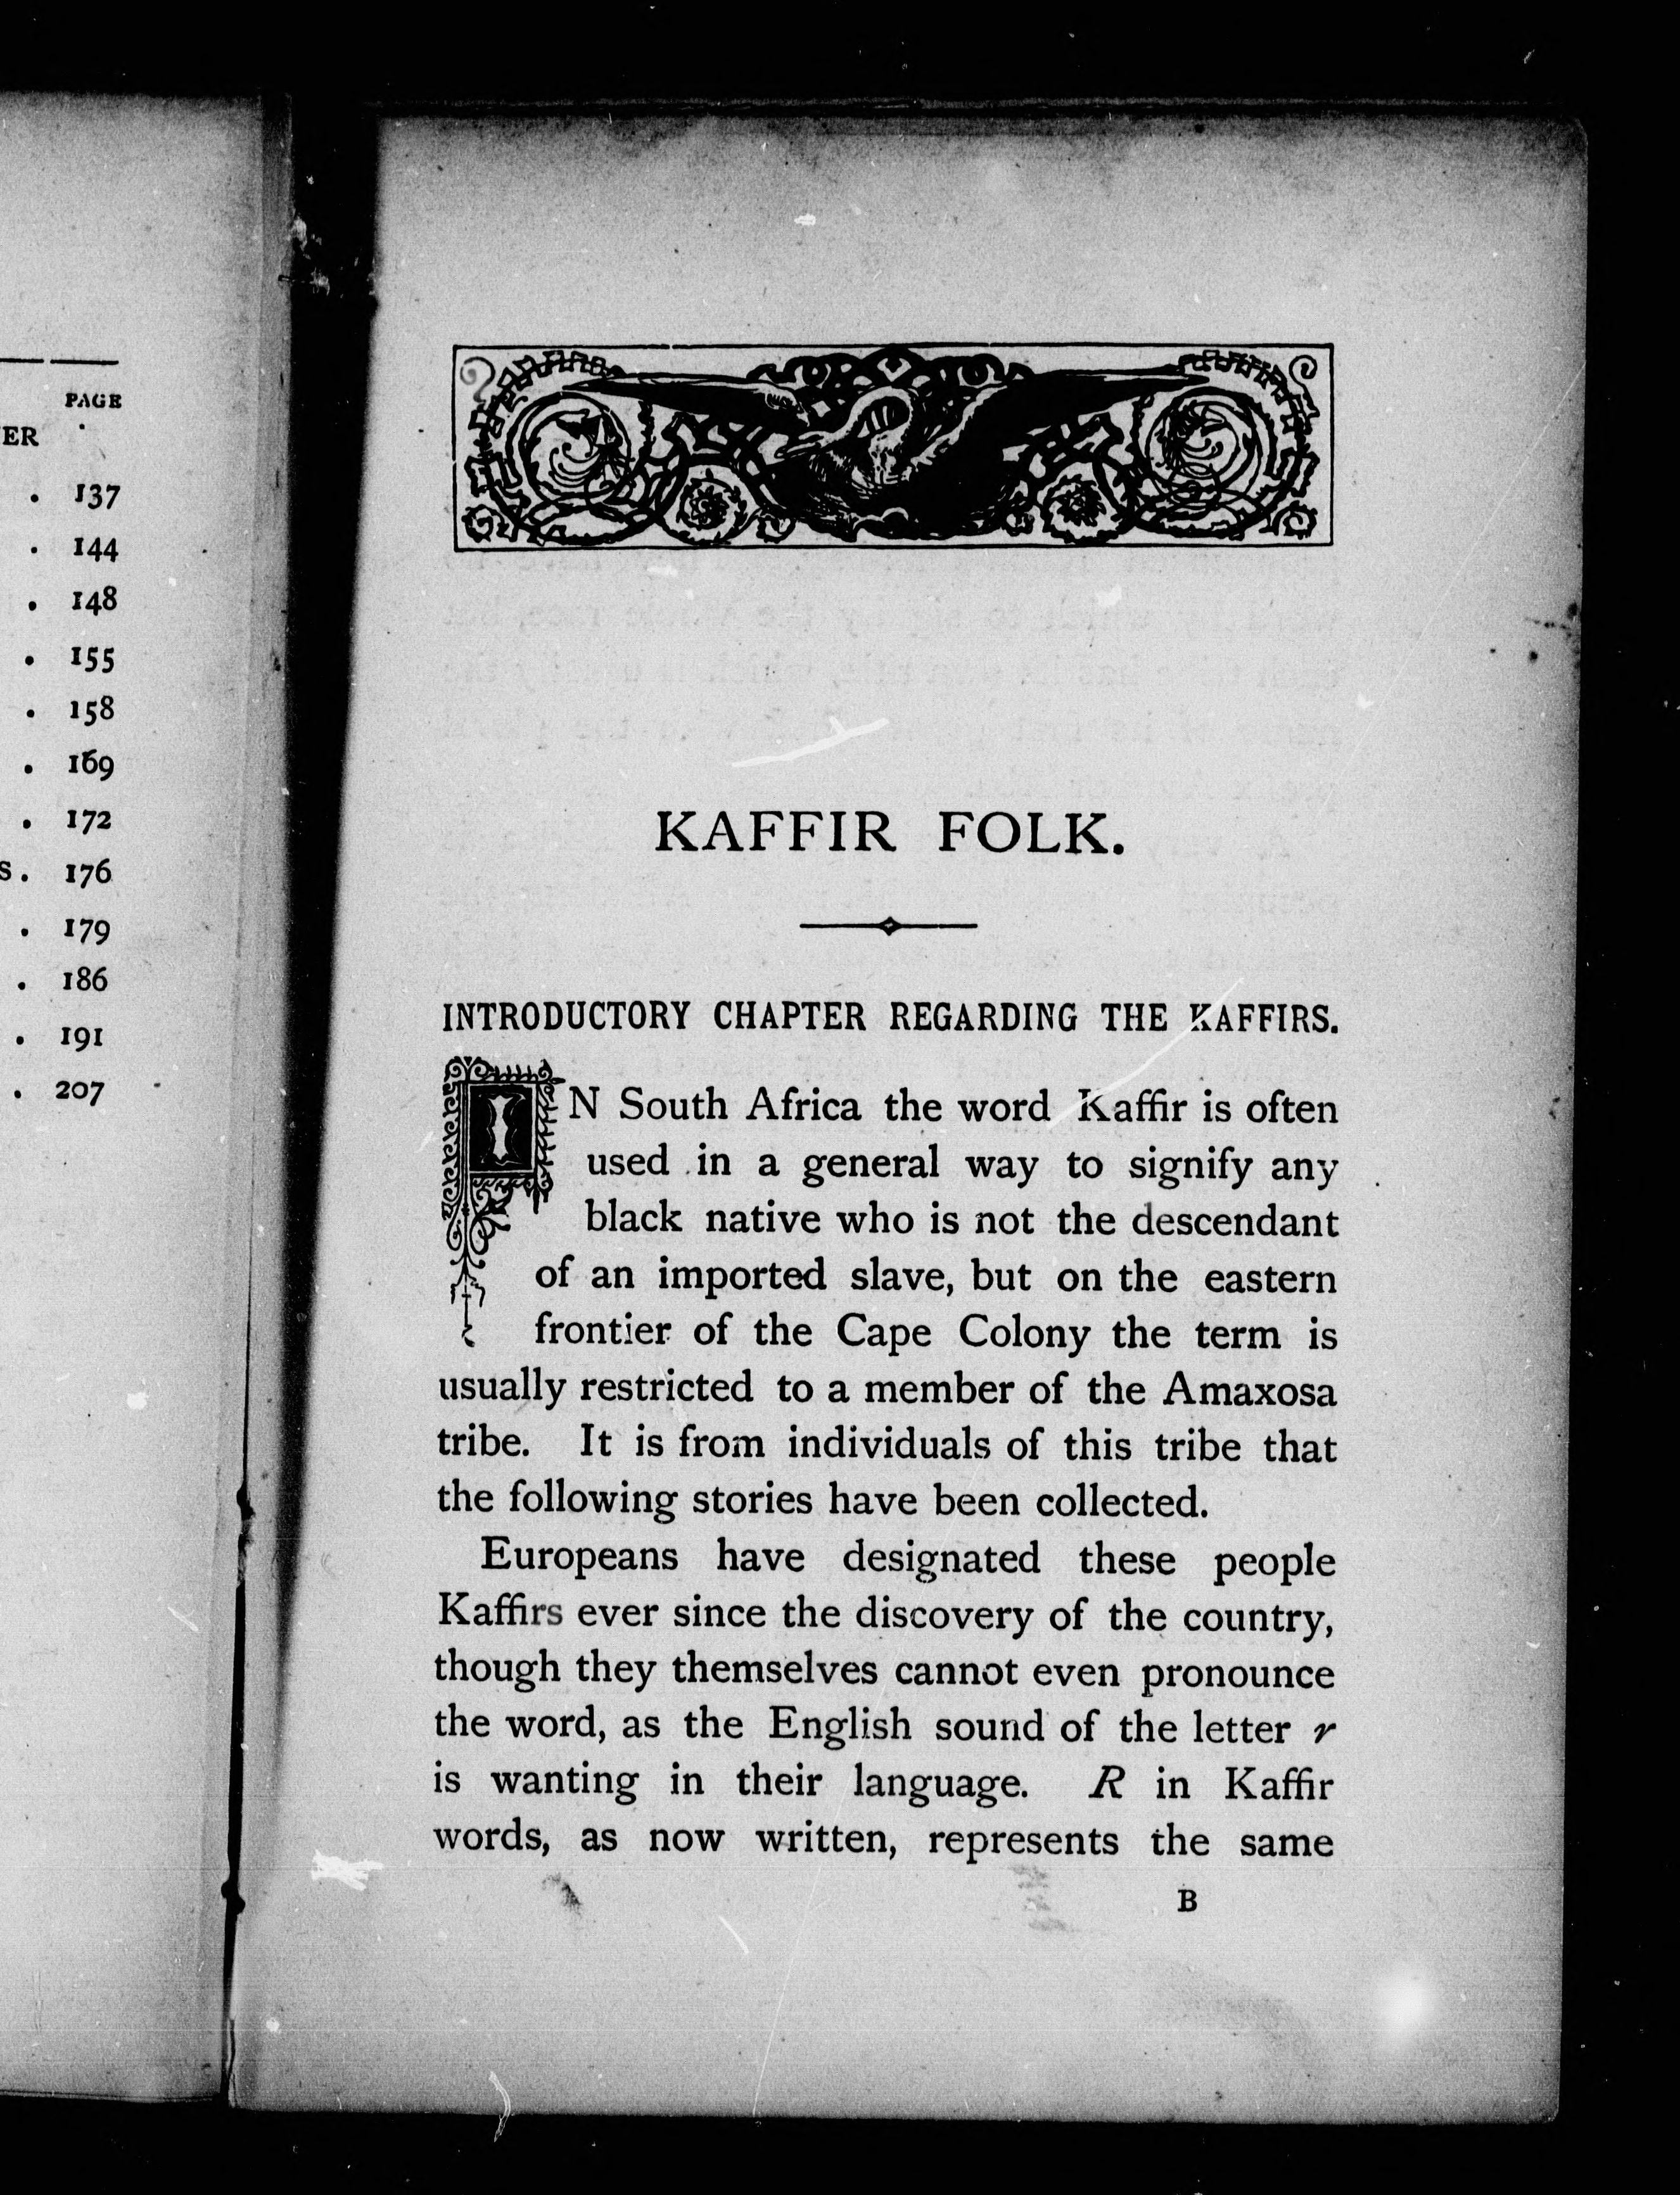 PAGE
ER
. 137
. 144
. 148
. 155
. 158
. 169
. 172
S. 176
. 179
. 186
. 191
. 207
KAFFIR FOLK.
INTRODUCTORY CHAPTER REGARDING THE KAFFIRS.
IN South Africa the word Kaffir is often
used in a general way to signify any
black native who is not the descendant
of an imported slave, but on the eastern
frontier of the Cape Colony the term is
usually restricted to a member of the Amaxosa
tribe. It is from individuals of this tribe that
the following stories have been collected.
Europeans have designated these people
Kaffirs ever since the discovery of the country,
though they themselves cannot even pronounce
the word, as the English sound of the letter r
is wanting in their language. R in Kaffir
words, as now written, represents the same
B